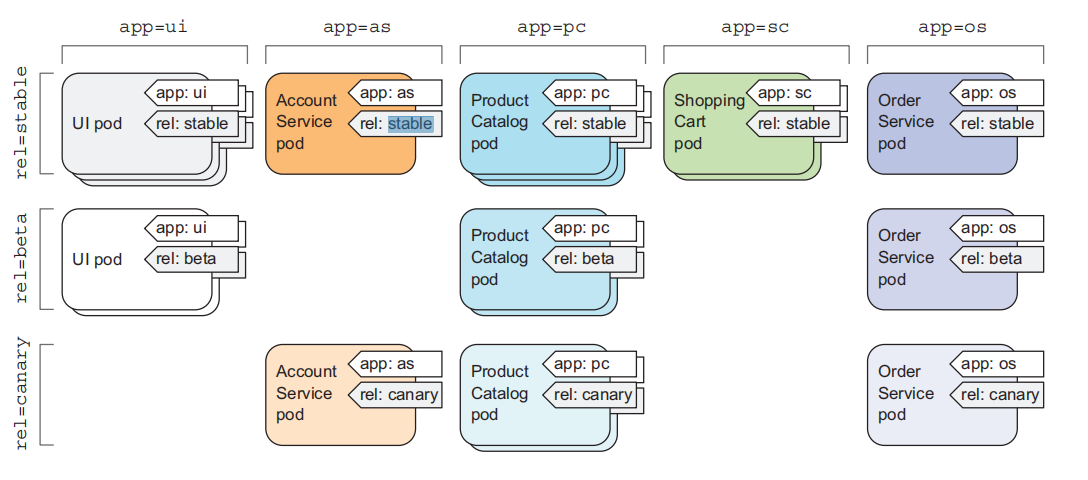 app=ui
app=as
app=pc
app=sc
app=os
rel=stable
UI pod
app: ui
rel: stable
Account
Service
pod
app: as
rel: stable
Product
Catalog
pod
app: pc
rel: stable
Shopping
Cart
pod
app: sc
rel: stable
Order
Service
pod
app: os
rel: stable
rel=beta
UI pod
app: ui
rel: beta
Product
Catalog
pod
app: pc
rel: beta
Order
Service
pod
app: os
rel: beta
rel=canary
Account
Service
pod
app: as
rel: canary
Product
Catalog
pod
app: pc
rel: canary
Order
Service
pod
app: os
rel: canary